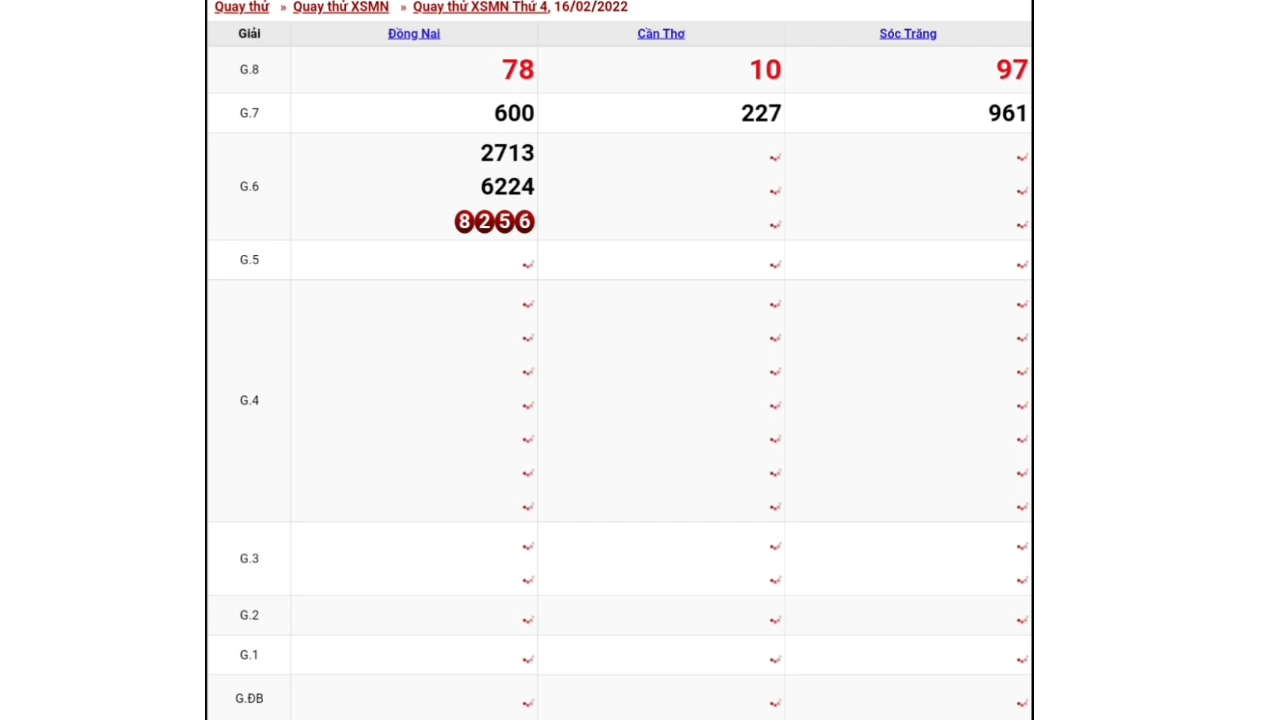 Quay thử » Quay thử XSMN » Quay thử XSMN Thứ 4, 16/02/2022
Giải Đồng Nai Cần Thơ Sóc Trăng
G.8 78 10 97
G.7 600 227 961
2713
G.6 6224
8256
G.5
G.4
G.3
G.2
G.1
G.ĐB